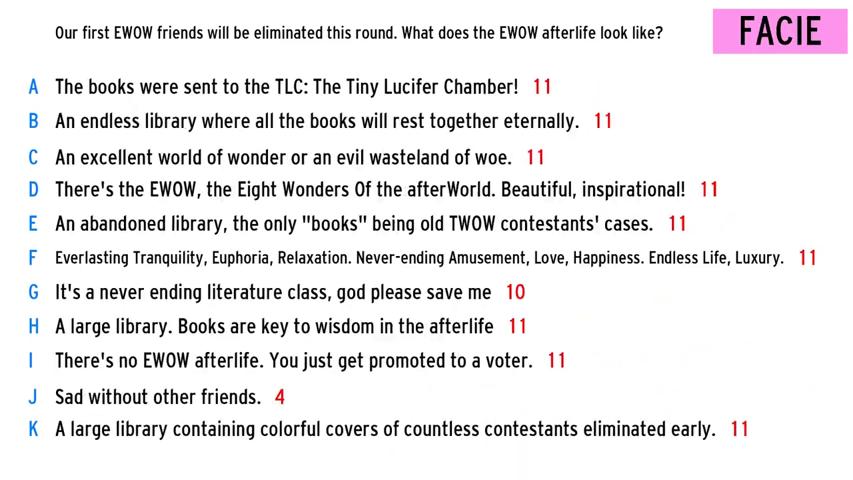 Our first EWOW friends will be eliminated this round. What does the EWOW afterlife look like?
FACIE
A The books were sent to the TLC: The Tiny Lucifer Chamber! 11
B An endless library where all the books will rest together eternally. 11
C An excellent world of wonder or an evil wasteland of woe. 11
D There's the EWOW, the Eight Wonders Of the afterWorld. Beautiful, inspirational! 11
E An abandoned library, the only "books" being old TWOW contestants' cases. 11
F Everlasting Tranquility, Euphoria, Relaxation. Never-ending Amusement, Love, Happiness. Endless Life, Luxury. 11
G It's a never ending literature class, god please save me 10
H A large library. Books are key to wisdom in the afterlife 11
I There's no EWOW afterlife. You just get promoted to a voter. 11
J Sad without other friends. 4
K A large library containing colorful covers of countless contestants eliminated early. 11